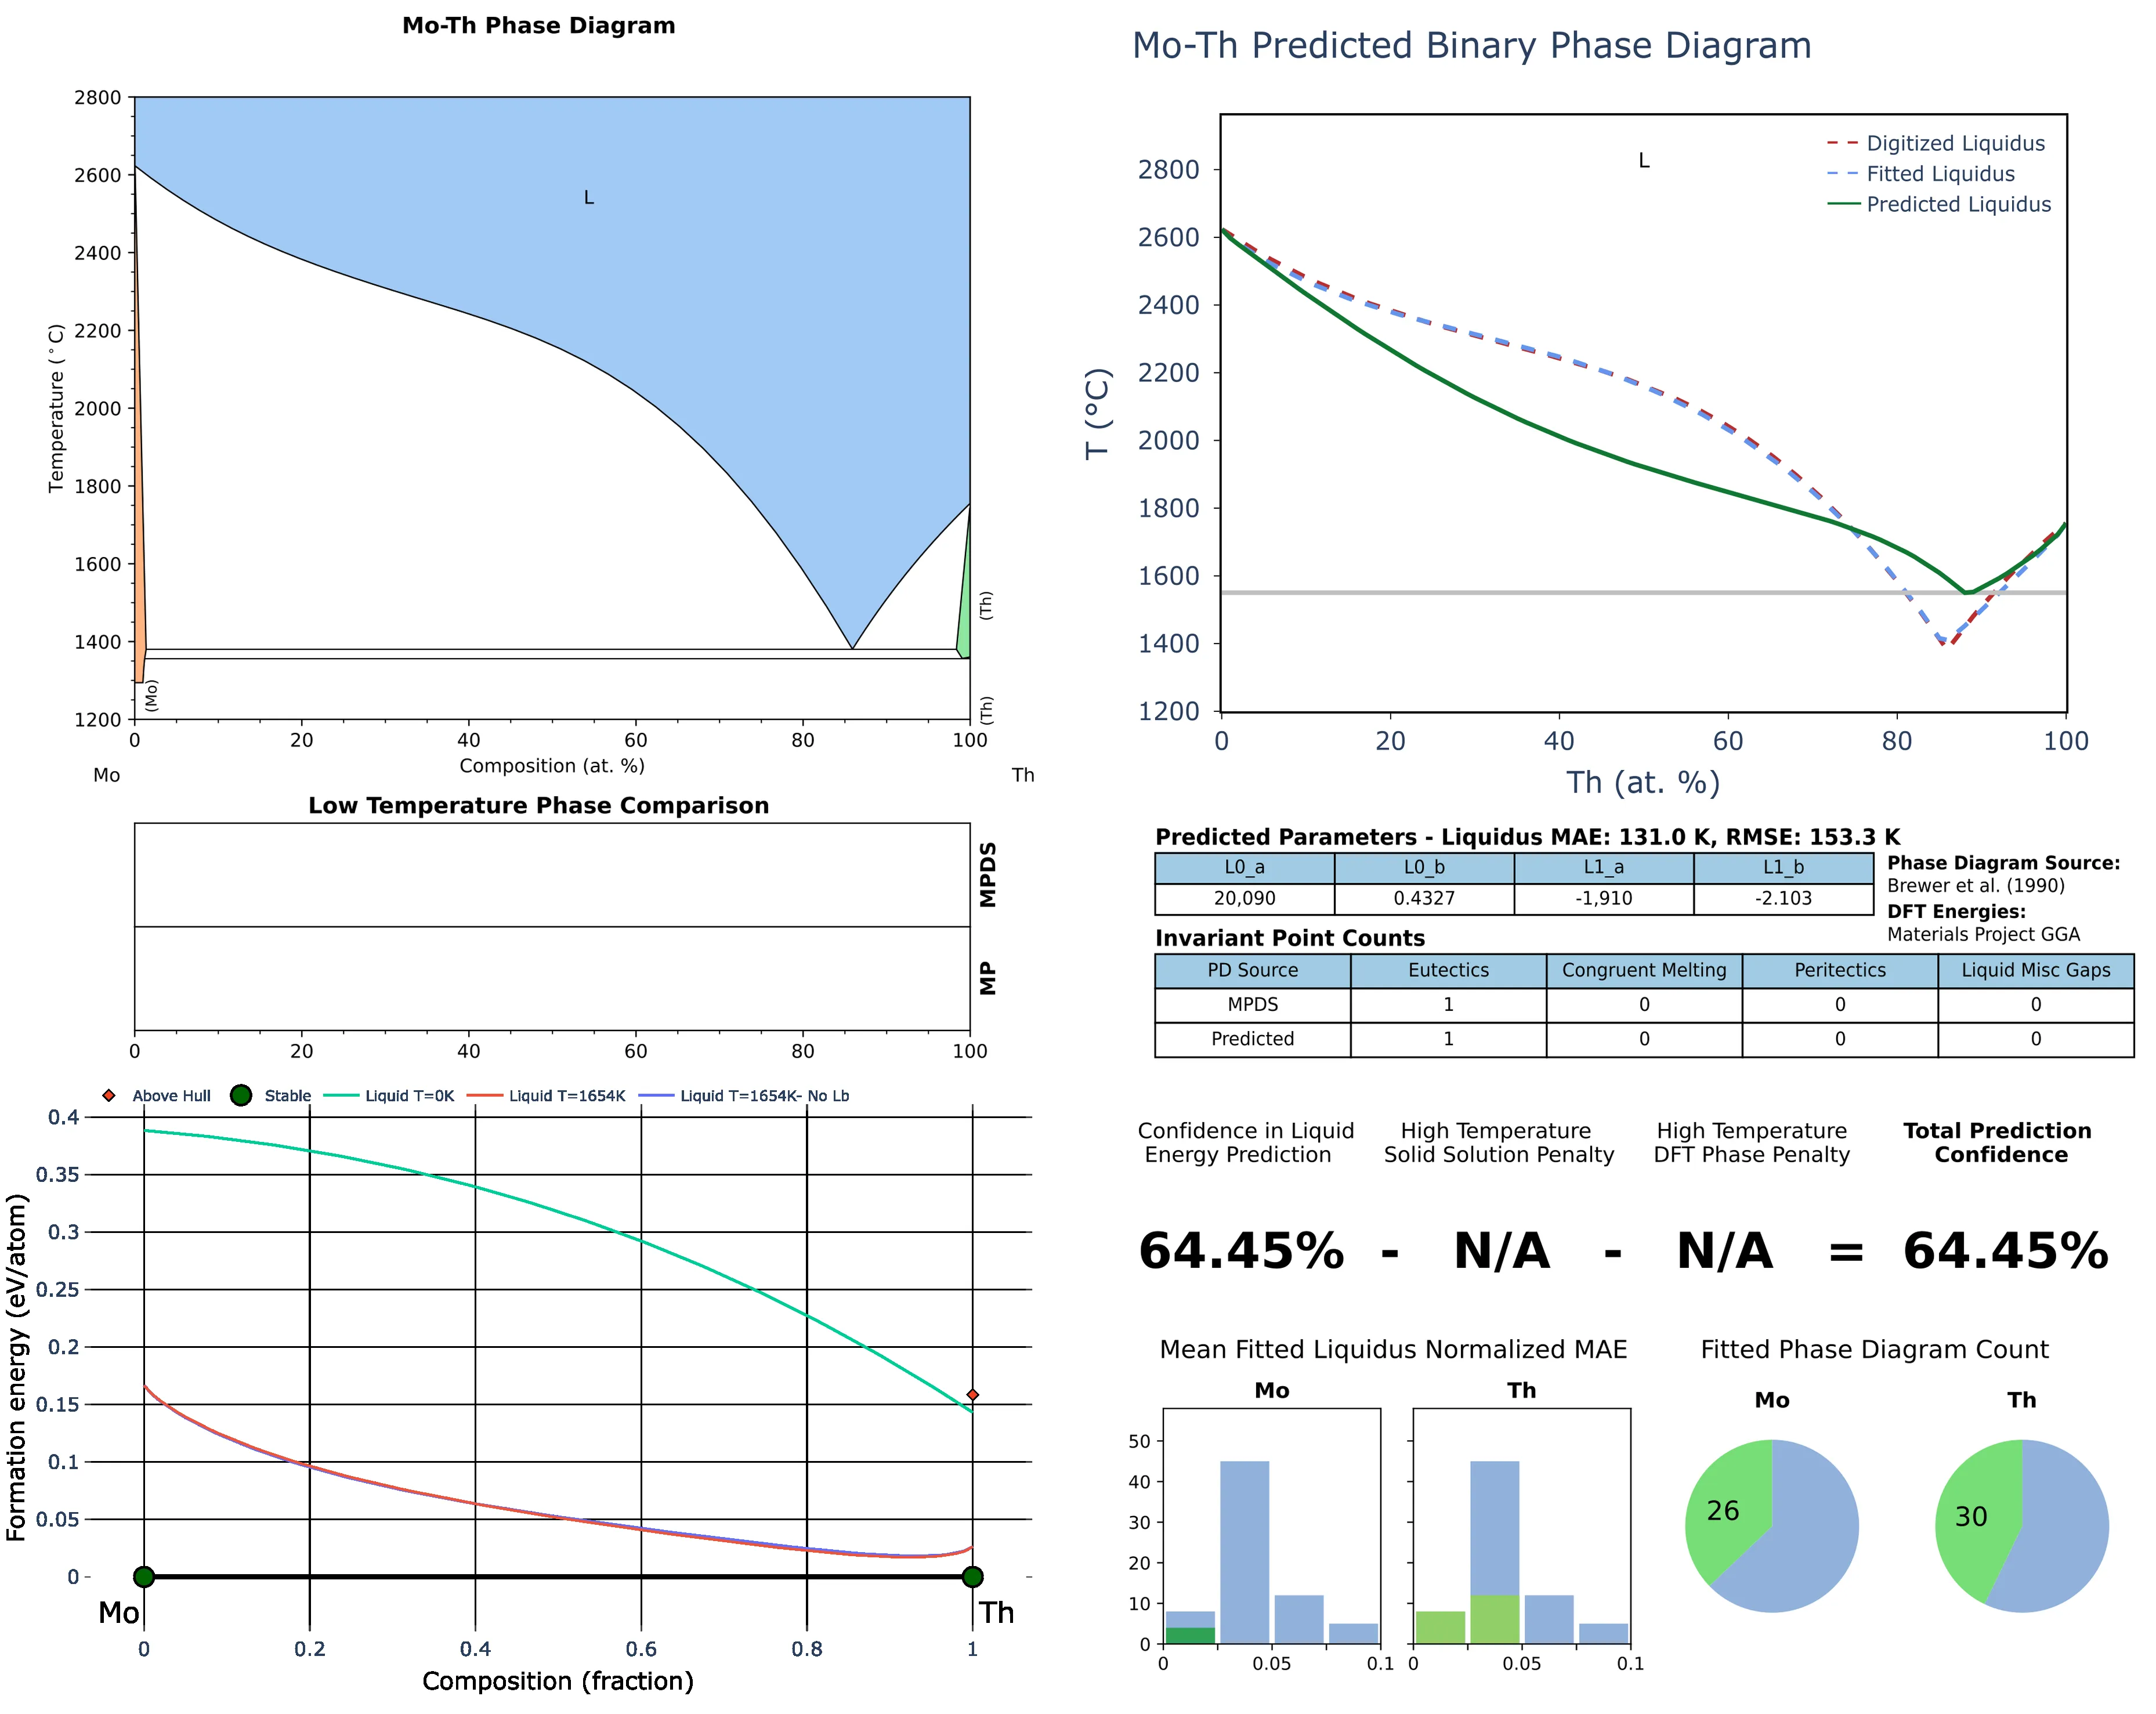 Mo-Th Phase Diagram
2800
2600
2400
2200
2000
1800
1600
1400
1200
Temperature (°C)
L
(Mo)
(Th)
(Th)
0 20 40 60 80 100
Mo Composition (at. %) Th
Low Temperature Phase Comparison
MPDS
MP
0 20 40 60 80 100
Above Hull Stable Liquid T=0K Liquid T=1654K Liquid T=1654K- No Lb
0.4
0.35
0.3
0.25
0.2
0.15
0.1
0.05
0
Formation energy (eV/atom)
Mo Th
0 0.2 0.4 0.6 0.8 1
Composition (fraction)
Mo-Th Predicted Binary Phase Diagram
L
Digitized Liquidus
Fitted Liquidus
Predicted Liquidus
2800
2600
2400
2200
2000
1800
1600
1400
1200
T (°C)
0 20 40 60 80 100
Th (at. %)
Predicted Parameters - Liquidus MAE: 131.0 K, RMSE: 153.3 K
L0_a L0_b L1_a L1_b
20,090 0.4327 -1,910 -2.103
Phase Diagram Source:
Brewer et al. (1990)
DFT Energies:
Materials Project GGA
Invariant Point Counts
PD Source Eutectics Congruent Melting Peritectics Liquid Misc Gaps
MPDS 1 0 0 0
Predicted 1 0 0 0
Confidence in Liquid Energy Prediction
High Temperature Solid Solution Penalty
High Temperature DFT Phase Penalty
Total Prediction Confidence
64.45% - N/A - N/A = 64.45%
Mean Fitted Liquidus Normalized MAE
Mo Th
50
40
30
20
10
0
0 0.05 0.1 0 0.05 0.1
Fitted Phase Diagram Count
Mo Th
26 30